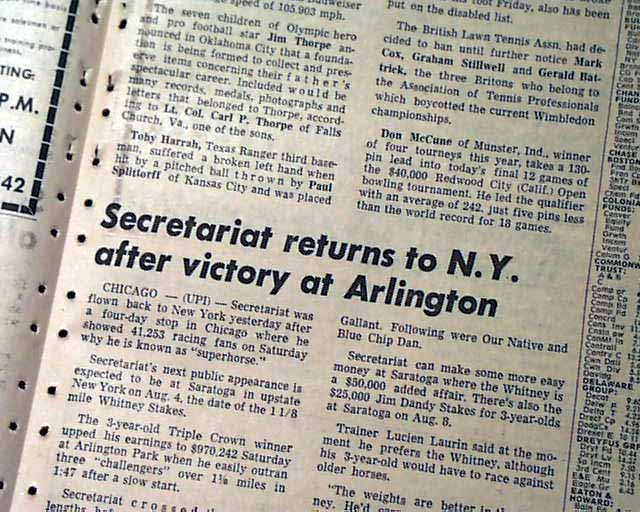 speed of 105.903 mph.
The seven children of Olympic hero
and pro football star Jim Thorpe an-
nounced in Oklahoma City that a founda-
tion is being formed to collect and pres-
erve items concerning their father's
spectacular career. Included would be
many records, medals, photographs and
letters that belonged to Thorpe, accord-
ing to Lt. Col. Carl P. Thorpe of Falls
Church, Va., one of the sons.
Toby Harrah, Texas Ranger third base-
man, suffered a broken left hand when
hit by a pitched ball thrown by Paul
Splittorff of Kansas City and was placed
put on the disabled list.
The British Lawn Tennis Assn. had de-
cided to ban until further notice Mark
Cox, Graham Stillwell and Gerald Bat-
trick, the three Britons who belong to
the Association of Tennis Professionals
which boycotted the current Wimbledon
championships.
Don McCune of Munster, Ind., winner
of four tourneys this year, takes a 130-
pin lead into today's final 12 games of
the $40,000 Redwood City (Calif.) Open
bowling tournament. He led the qualifier
with an average of 242, just five pins less
than the world record for 18 games.
Secretariat returns to N.Y.
after victory at Arlington
CHICAGO — (UPI) — Secretariat was
flown back to New York yesterday after
a four-day stop in Chicago where he
showed 41,253 racing fans on Saturday
why he is known as "superhorse."
Secretariat's next public appearance is
expected to be at Saratoga in upstate
New York on Aug. 4, the date of the 1 1/8
mile Whitney Stakes.
The 3-year-old Triple Crown winner
upped his earnings to $970,242 Saturday
at Arlington Park when he easily outran
three "challengers" over 1⅛ miles in
1:47 after a slow start.
Secretariat crossed the
lengths
Gallant. Following were Our Native and
Blue Chip Dan.
Secretariat can make some more easy
money at Saratoga where the Whitney is
a $50,000 added affair. There's also the
$25,000 Jim Dandy Stakes for 3-year-olds
at Saratoga on Aug. 8.
Trainer Lucien Laurin said at the mo-
ment he prefers the Whitney, although
his 3-year-old would have to race against
older horses.
"The weights are better in
ney. He'd
TING:
P.M.
N
42
COMMONW
TRUST:
A & B
DELAWARE
GROUP:
DREYFUS GR
EATON &
HOWARD: